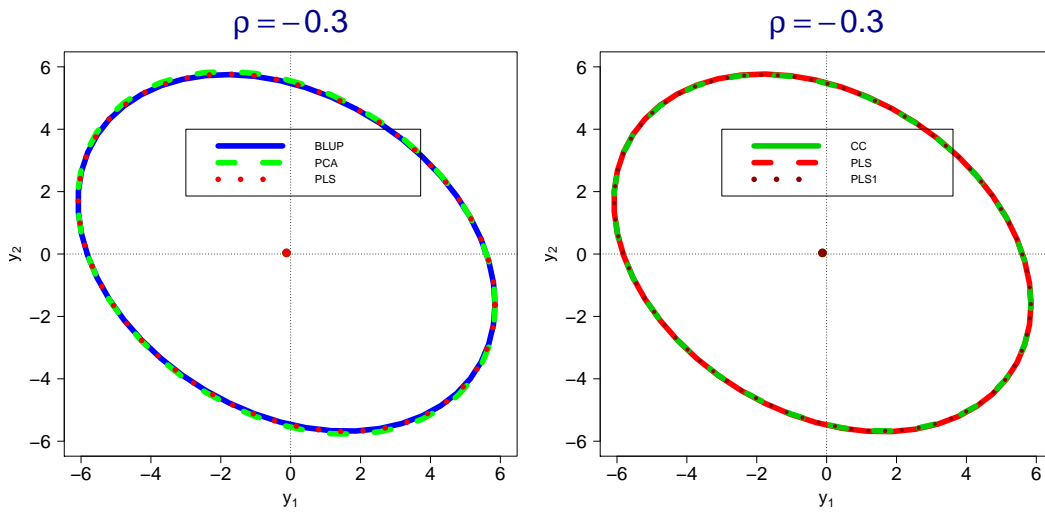 ρ = −0.3
6
4
2
0
−2
−4
−6
y2
BLUP
PCA
PLS
−6 −4 −2 0 2 4 6
y1
ρ = −0.3
6
4
2
0
−2
−4
−6
y2
CC
PLS
PLS1
−6 −4 −2 0 2 4 6
y1